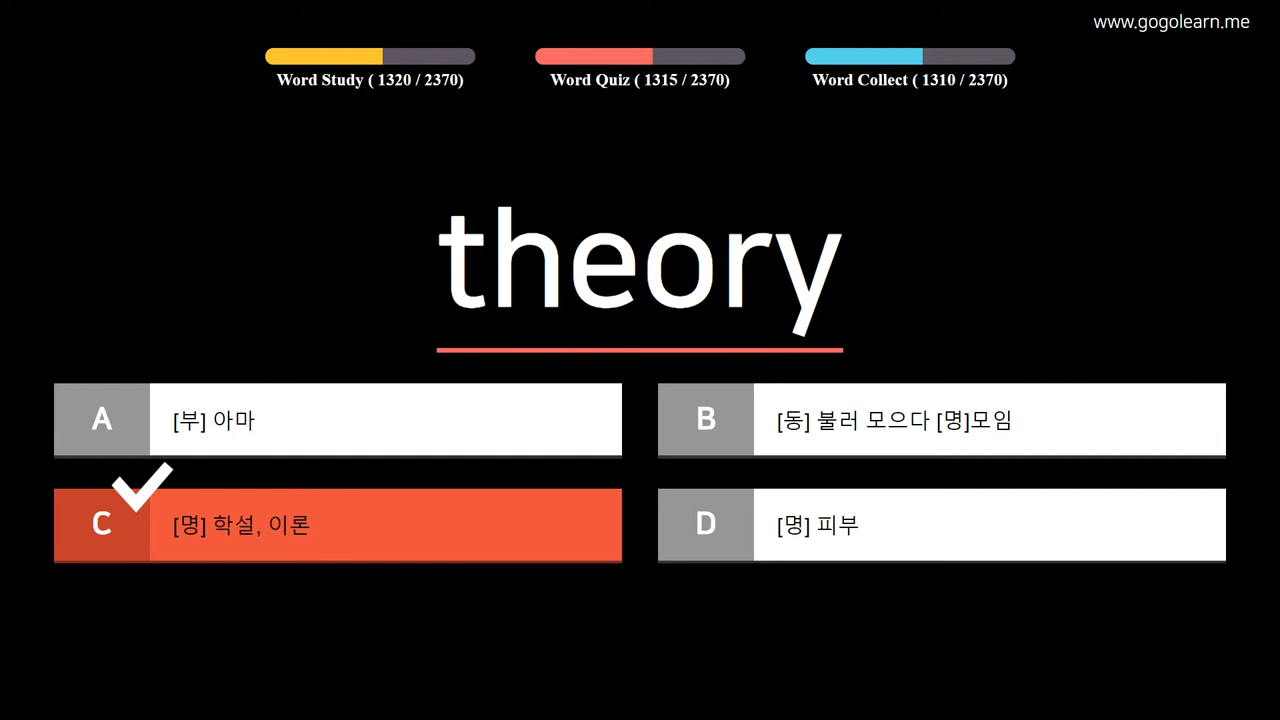 www.gogolearn.me
Word Study ( 1320 / 2370)
Word Quiz ( 1315 / 2370)
Word Collect ( 1310 / 2370)
theory
A [부] 아마
B [동] 불러 모으다 [명]모임
C [명] 학설, 이론
D [명] 피부